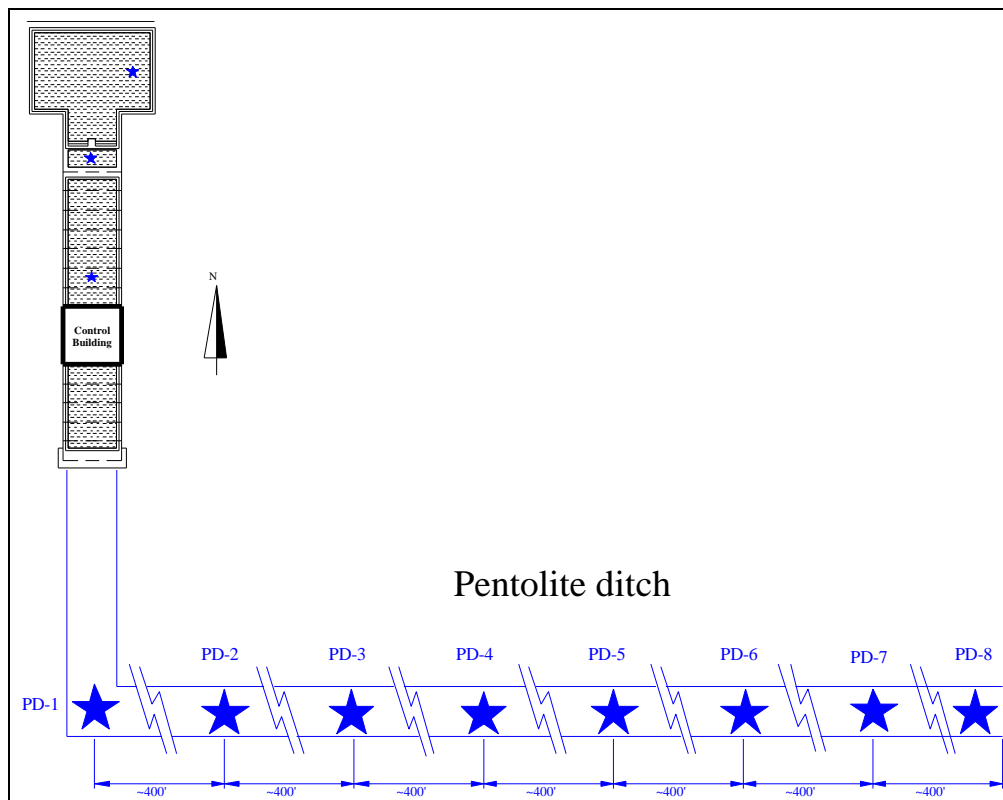 N
Control
Building
Pentolite ditch
PD-1
PD-2
PD-3
PD-4
PD-5
PD-6
PD-7
PD-8
~400'
~400'
~400'
~400'
~400'
~400'
~400'